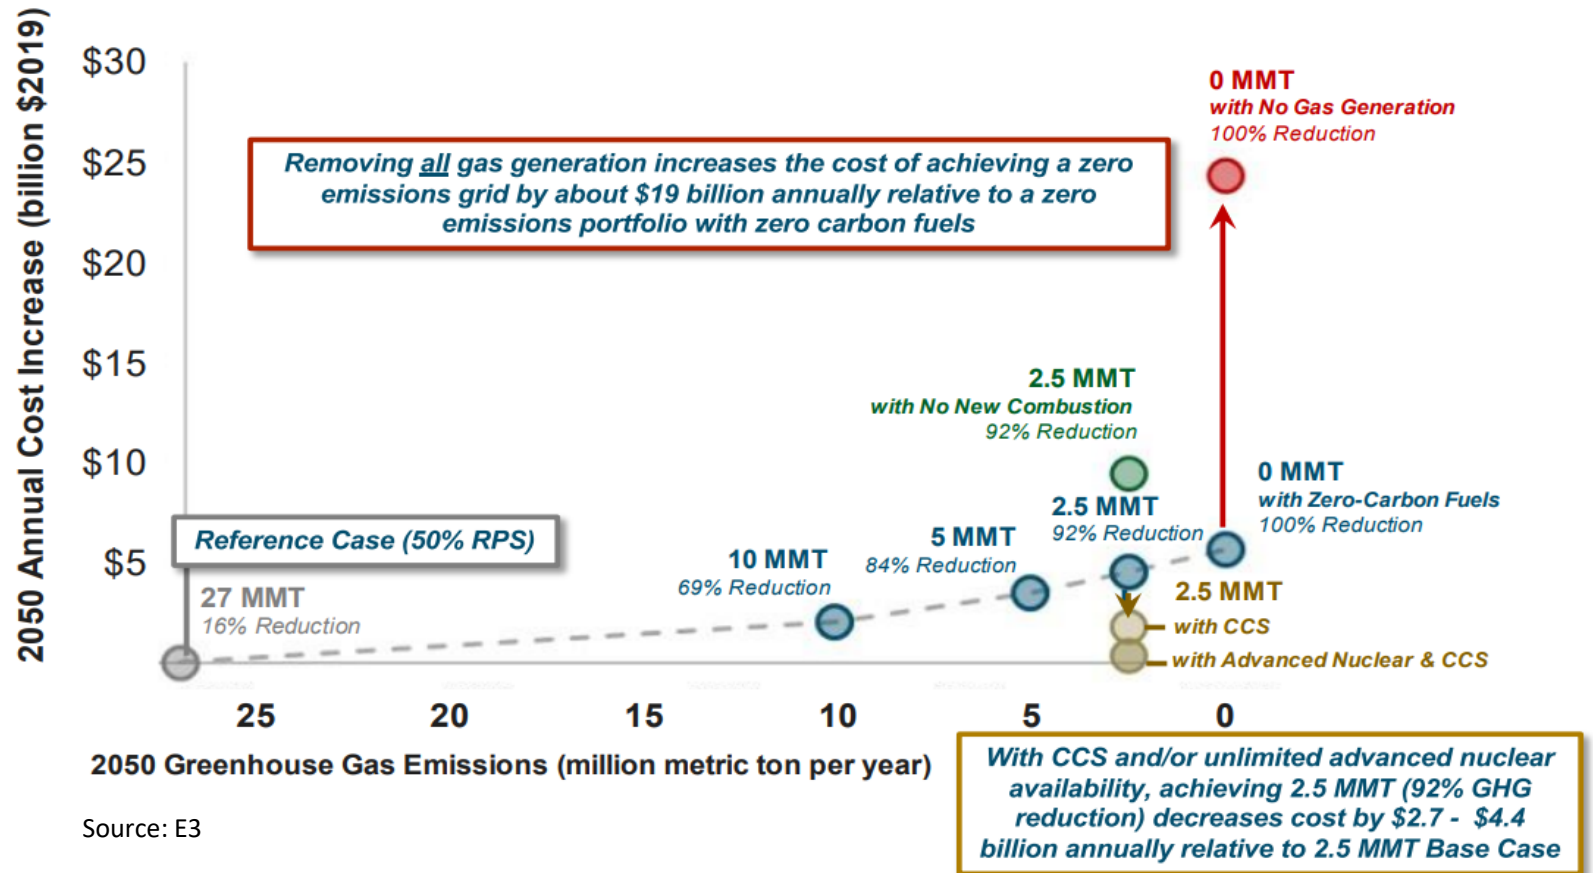 2050 Annual Cost Increase (billion $2019)
$30
$25
$20
$15
$10
$5
0 MMT
with No Gas Generation
100% Reduction
Removing all gas generation increases the cost of achieving a zero
emissions grid by about $19 billion annually relative to a zero
emissions portfolio with zero carbon fuels
2.5 MMT
with No New Combustion
92% Reduction
0 MMT
with Zero-Carbon Fuels
100% Reduction
2.5 MMT
92% Reduction
5 MMT
84% Reduction
10 MMT
69% Reduction
Reference Case (50% RPS)
27 MMT
16% Reduction
2.5 MMT
with CCS
with Advanced Nuclear & CCS
25 20 15 10 5 0
2050 Greenhouse Gas Emissions (million metric ton per year)
With CCS and/or unlimited advanced nuclear
availability, achieving 2.5 MMT (92% GHG
reduction) decreases cost by $2.7 - $4.4
billion annually relative to 2.5 MMT Base Case
Source: E3